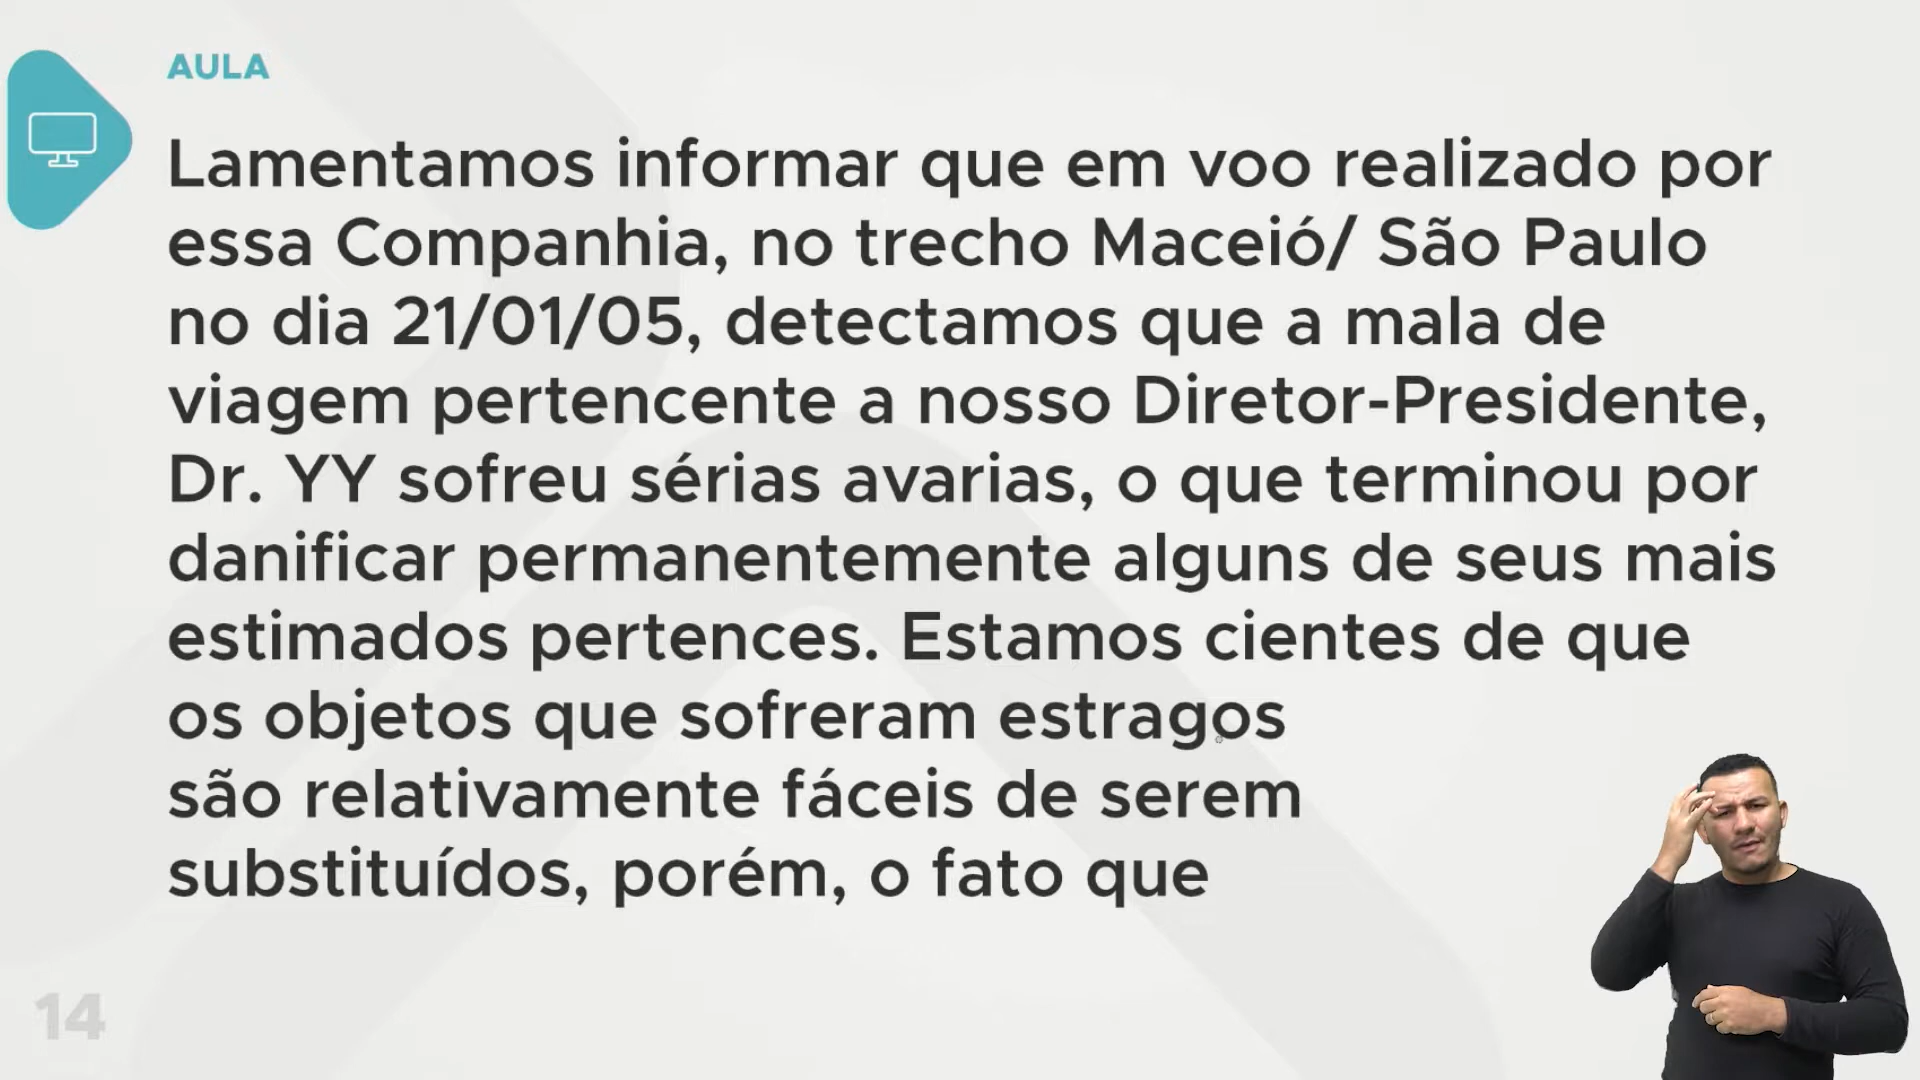 AULA
Lamentamos informar que em voo realizado por
essa Companhia, no trecho Maceió/ São Paulo
no dia 21/01/05, detectamos que a mala de
viagem pertencente a nosso Diretor-Presidente,
Dr. YY sofreu sérias avarias, o que terminou por
danificar permanentemente alguns de seus mais
estimados pertences. Estamos cientes de que
os objetos que sofreram estragos
são relativamente fáceis de serem
substituídos, porém, o fato que
14